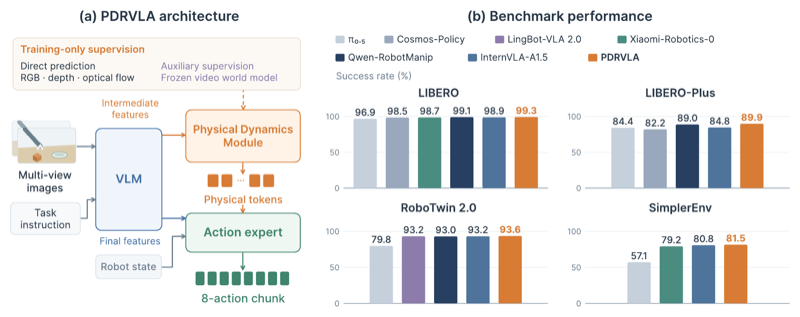 (a) PDRVLA architecture
Training-only supervision
Direct prediction
RGB · depth · optical flow
Auxiliary supervision
Frozen video world model
Intermediate
features
Physical Dynamics
Module
VLM
Multi-view
images
...
Physical tokens
Task
instruction
Action expert
Final features
Robot state
8-action chunk
(b) Benchmark performance
π₀.₅
Cosmos-Policy
LingBot-VLA 2.0
Xiaomi-Robotics-0
Qwen-RobotManip
InternVLA-A1.5
PDRVLA
Success rate (%)
LIBERO
100
50
0
96.9
98.5
98.7
99.1
98.9
99.3
LIBERO-Plus
100
50
0
84.4
82.2
89.0
84.8
89.9
RoboTwin 2.0
100
50
0
79.8
93.2
93.0
93.2
93.6
SimplerEnv
100
50
0
57.1
79.2
80.8
81.5